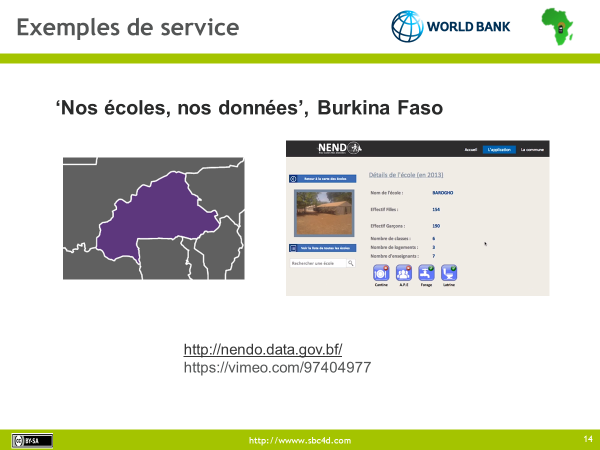 Exemples de service
WORLD BANK
‘Nos écoles, nos données’, Burkina Faso
NENDO
Accueil L'application La commune
Retour à la carte des écoles
Détails de l'école (en 2013)
Nom de l'école : BAROGHO
Effectif Filles : 154
Effectif Garçons : 150
Nombre de classes : 6
Nombre de logements : 3
Nombre d'enseignants : 7
Voir la liste de toutes les écoles
Rechercher une école
Cantine A.P.E Forage Latrine
http://nendo.data.gov.bf/
https://vimeo.com/97404977
BY-SA
http://wwww.sbc4d.com
14